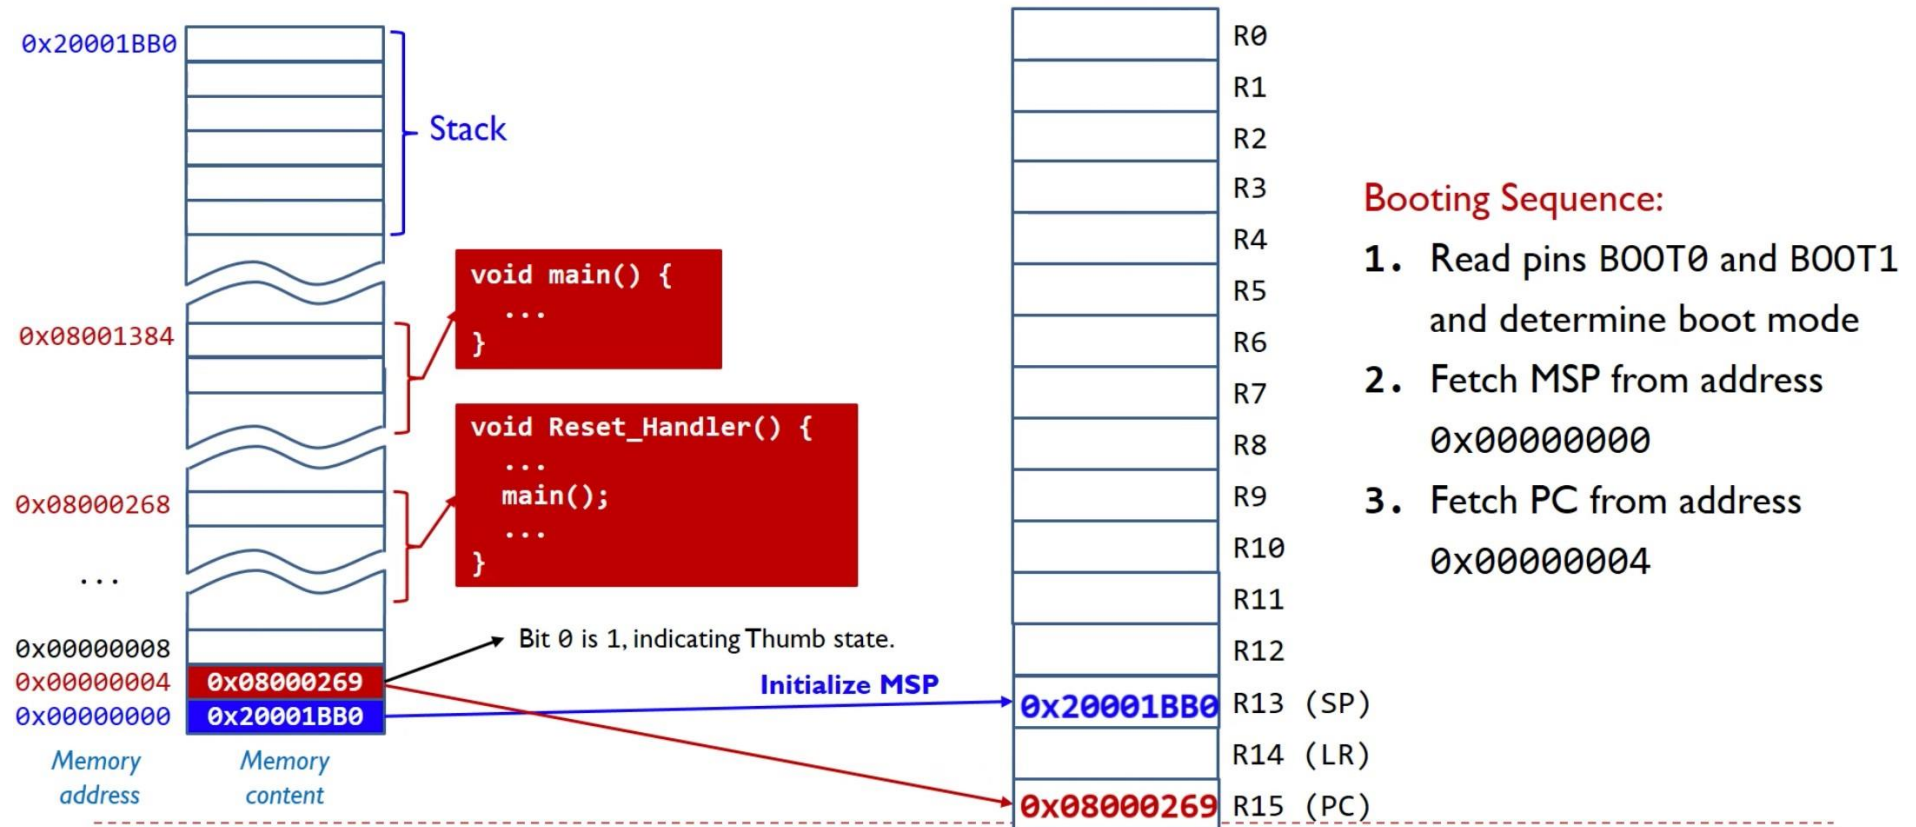 0x20001BB0
Stack
void main() {
...
}
0x08001384
void Reset_Handler() {
...
main();
...
}
0x08000268
...
Bit 0 is 1, indicating Thumb state.
0x00000008
0x00000004
0x08000269
0x00000000
0x20001BB0
Memory
address
Memory
content
Initialize MSP
R0
R1
R2
R3
R4
R5
R6
R7
R8
R9
R10
R11
R12
0x20001BB0 R13 (SP)
R14 (LR)
0x08000269 R15 (PC)
Booting Sequence:
1. Read pins BOOT0 and BOOT1
and determine boot mode
2. Fetch MSP from address
0x00000000
3. Fetch PC from address
0x00000004